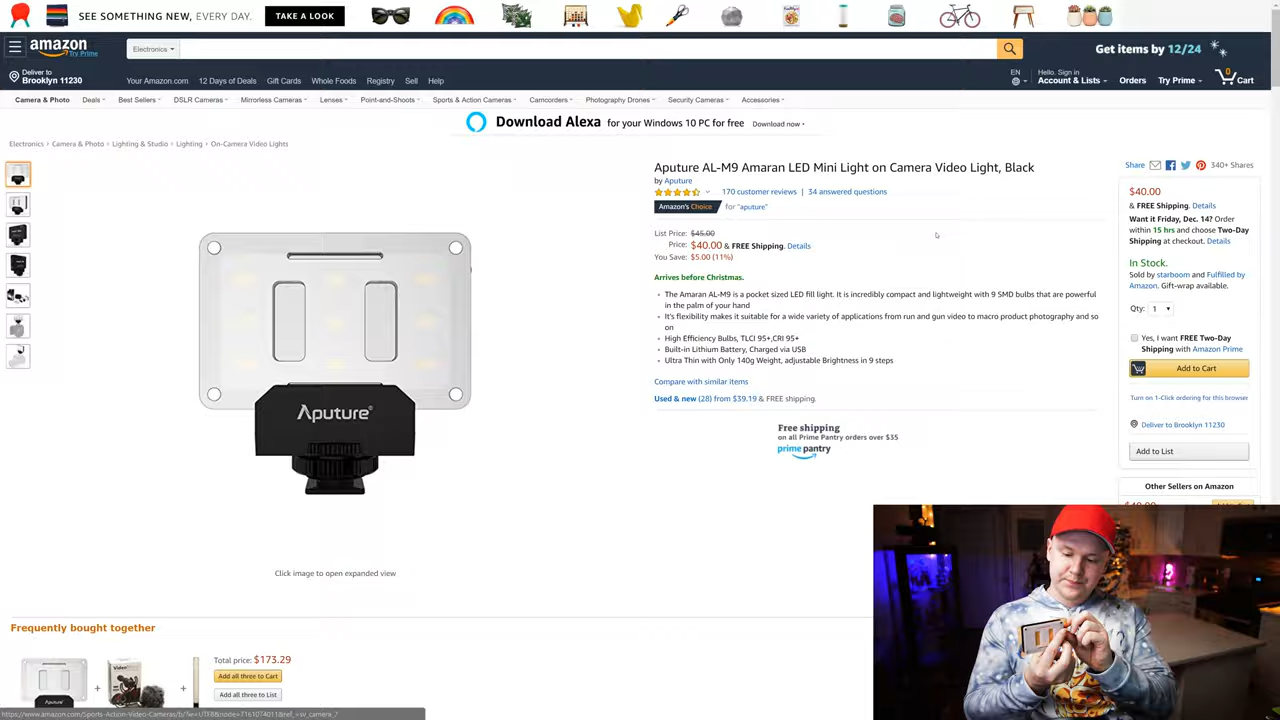 SEE SOMETHING NEW, EVERY DAY. TAKE A LOOK
amazon
Try Prime
Electronics
Get items by 12/24
Deliver to
Brooklyn 11230
Your Amazon.com 12 Days of Deals Gift Cards Whole Foods Registry Sell Help
EN
Hello. Sign in
Account & Lists Orders Try Prime 0 Cart
Camera & Photo Deals Best Sellers DSLR Cameras Mirrorless Cameras Lenses Point-and-Shoots Sports & Action Cameras Camcorders Photography Drones Security Cameras Accessories
Download Alexa for your Windows 10 PC for free Download now
Electronics › Camera & Photo › Lighting & Studio › Lighting › On-Camera Video Lights
Aputure AL-M9 Amaran LED Mini Light on Camera Video Light, Black
by Aputure
170 customer reviews | 34 answered questions
Amazon's Choice for "aputure"
List Price: $45.00
Price: $40.00 & FREE Shipping. Details
You Save: $5.00 (11%)
Arrives before Christmas.
The Amaran AL-M9 is a pocket sized LED fill light. It is incredibly compact and lightweight with 9 SMD bulbs that are powerful
in the palm of your hand
It's flexibility makes it suitable for a wide variety of applications from run and gun video to macro product photography and so
on
High Efficiency Bulbs, TLCI 95+,CRI 95+
Built-in Lithium Battery, Charged via USB
Ultra Thin with Only 140g Weight, adjustable Brightness in 9 steps
Compare with similar items
Used & new (28) from $39.19 & FREE shipping.
Free shipping
on all Prime Pantry orders over $35
prime pantry
Share 340+ Shares
$40.00
& FREE Shipping. Details
Want it Friday, Dec. 14? Order
within 15 hrs and choose Two-Day
Shipping at checkout. Details
In Stock.
Sold by starboom and Fulfilled by
Amazon. Gift-wrap available.
Qty: 1
Yes, I want FREE Two-Day
Shipping with Amazon Prime
Add to Cart
Turn on 1-Click ordering for this browser
Deliver to Brooklyn 11230
Add to List
Other Sellers on Amazon
Aputure®
Click image to open expanded view
Frequently bought together
Total price: $173.29
Add all three to Cart
Add all three to List
Aputure
Video